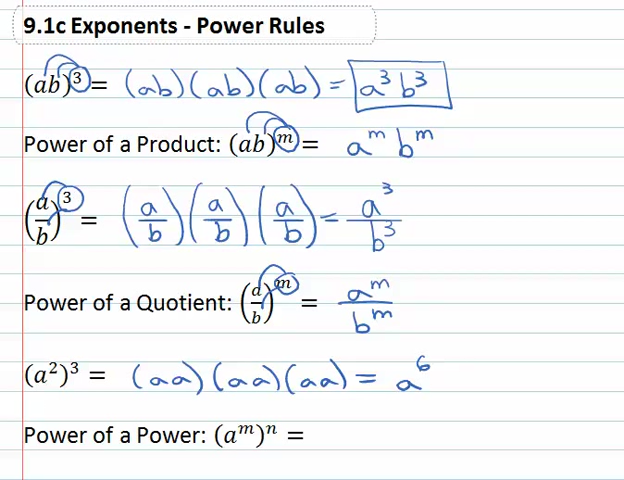 9.1c Exponents - Power Rules
(ab)³ = (ab)(ab)(ab) = a³b³
Power of a Product: (ab)ᵐ = aᵐbᵐ
(a/b)³ = (a/b)(a/b)(a/b) = a³/b³
Power of a Quotient: (a/b)ᵐ = aᵐ/bᵐ
(a²)³ = (aa)(aa)(aa) = a⁶
Power of a Power: (aᵐ)ⁿ =